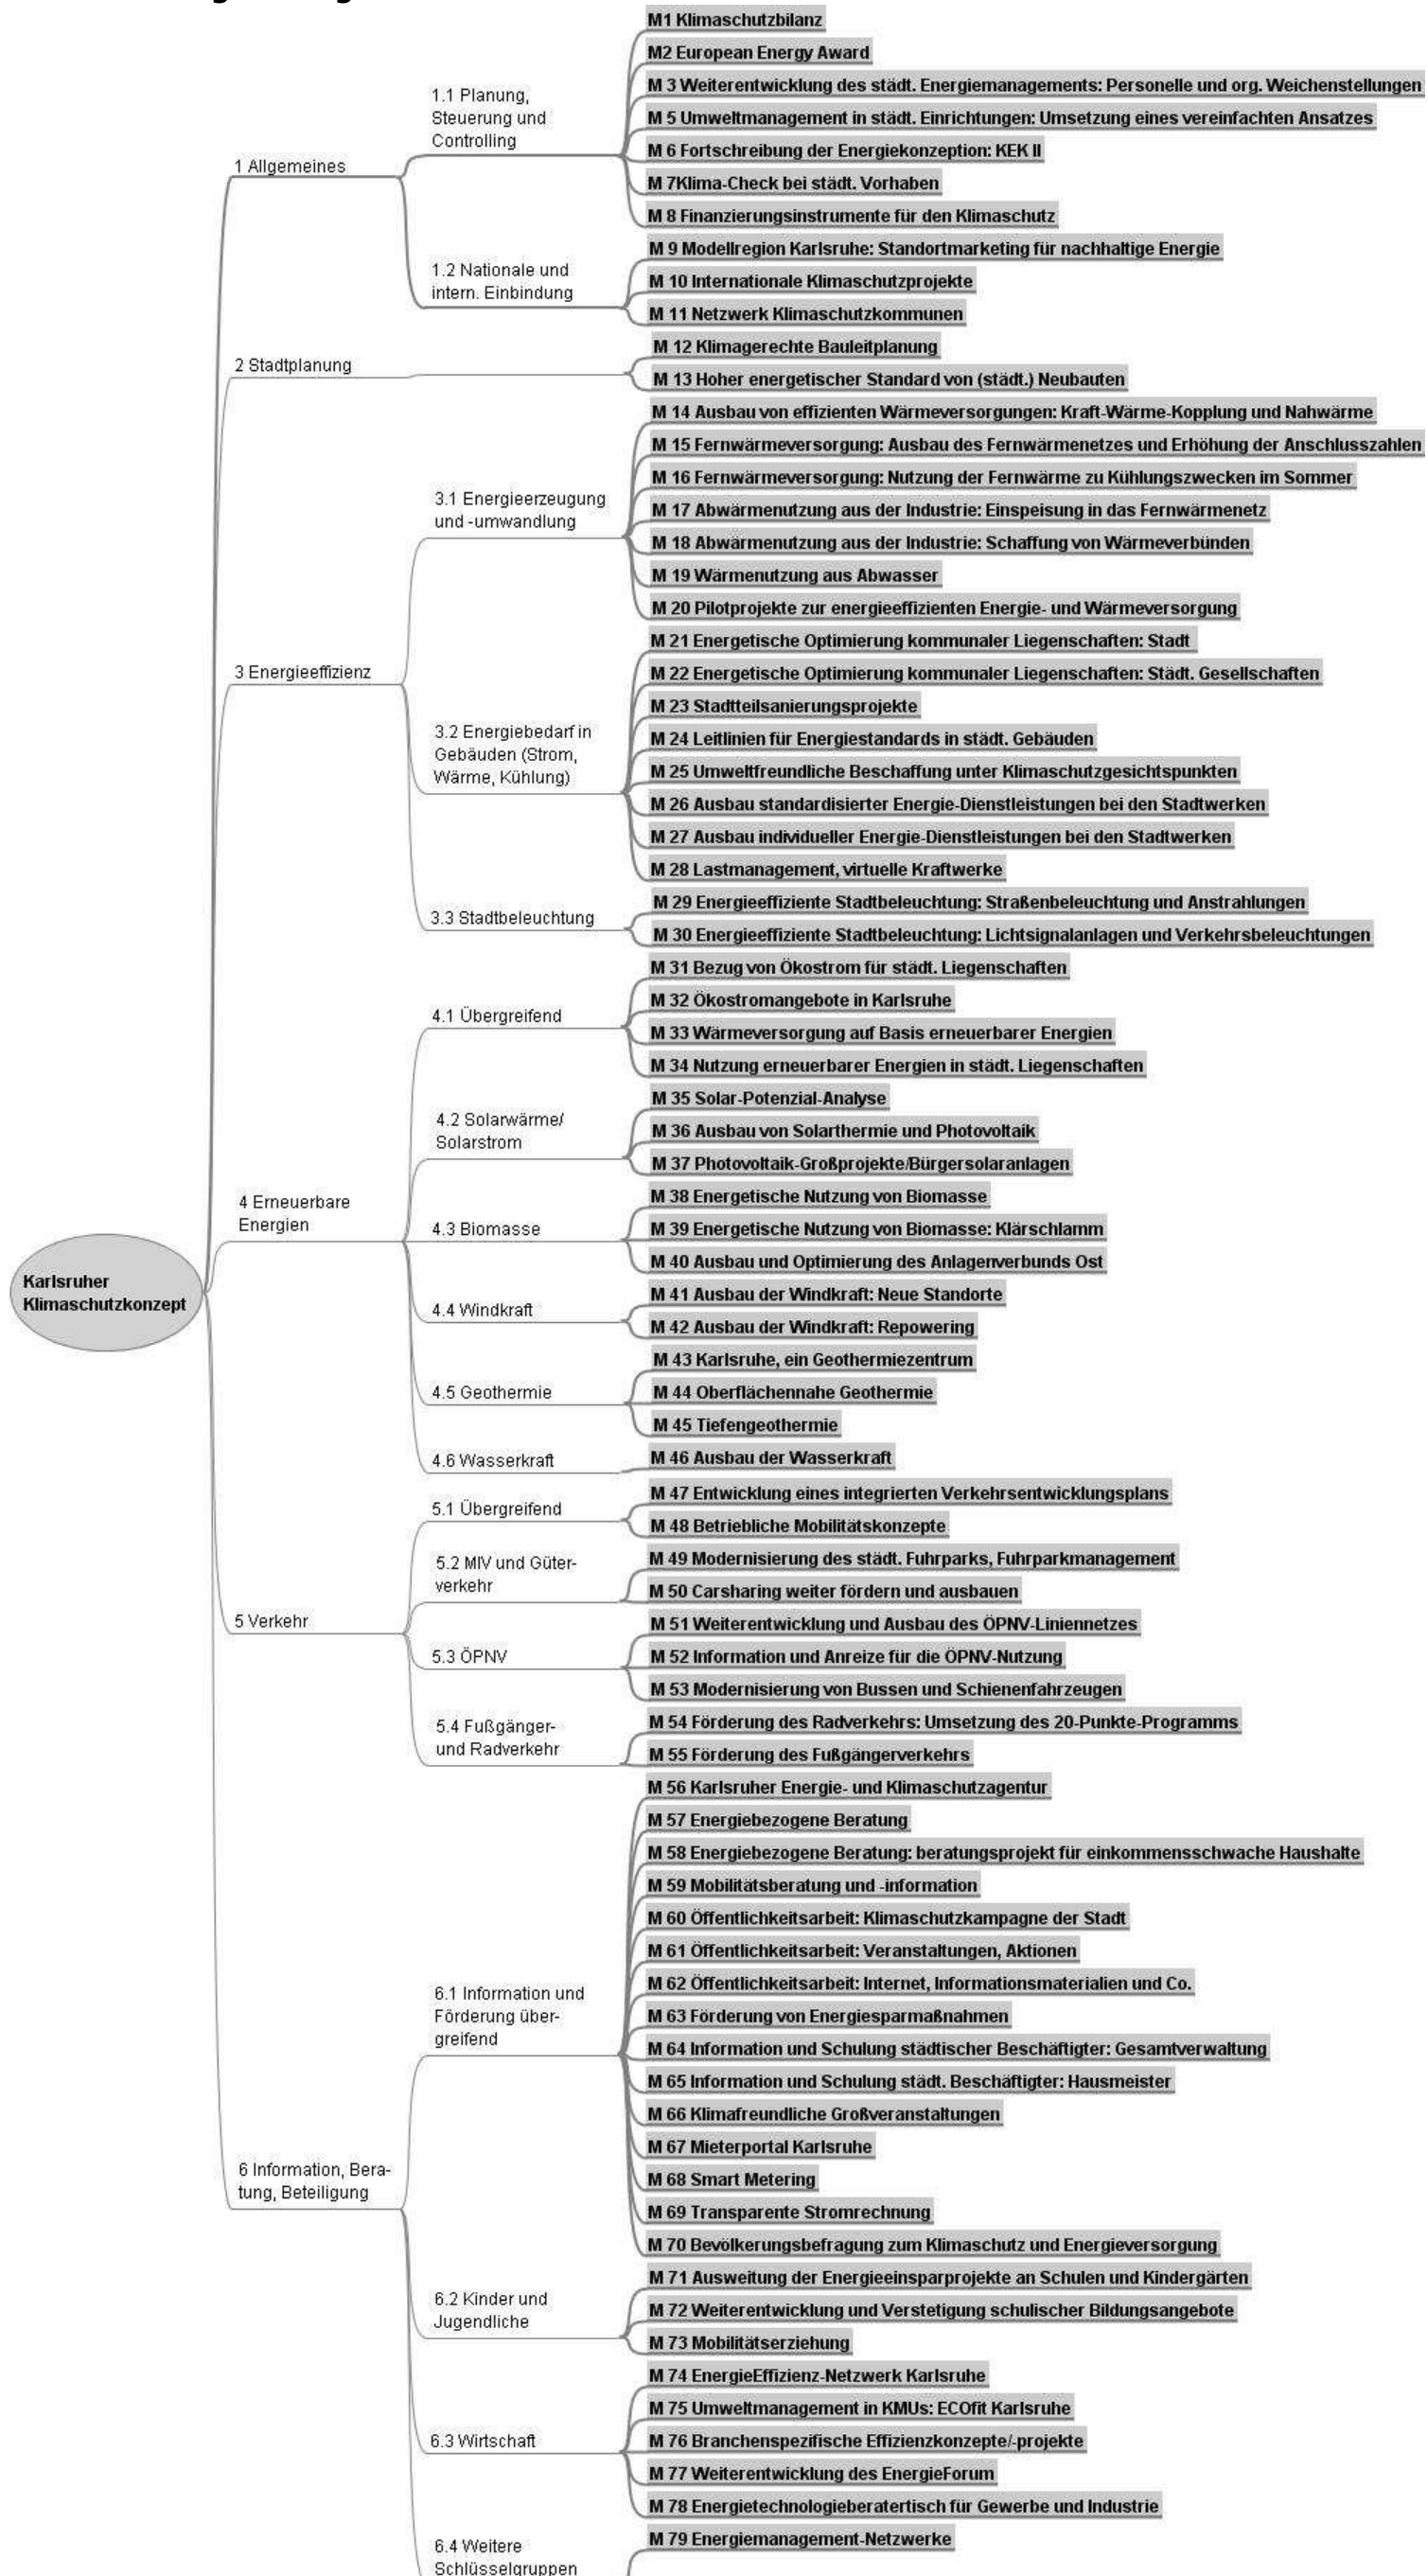 M1 Klimaschutzbilanz
M2 European Energy Award
M 3 Weiterentwicklung des städt. Energiemanagements: Personelle und org. Weichenstellungen
1.1 Planung,
Steuerung und
Controlling
M 5 Umweltmanagement in städt. Einrichtungen: Umsetzung eines vereinfachten Ansatzes
M 6 Fortschreibung der Energiekonzeption: KEK II
1 Allgemeines
M 7Klima-Check bei städt. Vorhaben
M 8 Finanzierungsinstrumente für den Klimaschutz
1.2 Nationale und
intern. Einbindung
M 9 Modellregion Karlsruhe: Standortmarketing für nachhaltige Energie
M 10 Internationale Klimaschutzprojekte
M 11 Netzwerk Klimaschutzkommunen
2 Stadtplanung
M 12 Klimagerechte Bauleitplanung
M 13 Hoher energetischer Standard von (städt.) Neubauten
3 Energieeffizienz
3.1 Energieerzeugung
und -umwandlung
M 14 Ausbau von effizienten Wärmeversorgungen: Kraft-Wärme-Kopplung und Nahwärme
M 15 Fernwärmeversorgung: Ausbau des Fernwärmenetzes und Erhöhung der Anschlusszahlen
M 16 Fernwärmeversorgung: Nutzung der Fernwärme zu Kühlungszwecken im Sommer
M 17 Abwärmenutzung aus der Industrie: Einspeisung in das Fernwärmenetz
M 18 Abwärmenutzung aus der Industrie: Schaffung von Wärmeverbünden
M 19 Wärmenutzung aus Abwasser
M 20 Pilotprojekte zur energieeffizienten Energie- und Wärmeversorgung
3.2 Energiebedarf in
Gebäuden (Strom,
Wärme, Kühlung)
M 21 Energetische Optimierung kommunaler Liegenschaften: Stadt
M 22 Energetische Optimierung kommunaler Liegenschaften: Städt. Gesellschaften
M 23 Stadtteilsanierungsprojekte
M 24 Leitlinien für Energiestandards in städt. Gebäuden
M 25 Umweltfreundliche Beschaffung unter Klimaschutzgesichtspunkten
M 26 Ausbau standardisierter Energie-Dienstleistungen bei den Stadtwerken
M 27 Ausbau individueller Energie-Dienstleistungen bei den Stadtwerken
M 28 Lastmanagement, virtuelle Kraftwerke
3.3 Stadtbeleuchtung
M 29 Energieeffiziente Stadtbeleuchtung: Straßenbeleuchtung und Anstrahlungen
M 30 Energieeffiziente Stadtbeleuchtung: Lichtsignalanlagen und Verkehrsbeleuchtungen
Karlsruher
Klimaschutzkonzept
4 Erneuerbare
Energien
4.1 Übergreifend
M 31 Bezug von Ökostrom für städt. Liegenschaften
M 32 Ökostromangebote in Karlsruhe
M 33 Wärmeversorgung auf Basis erneuerbarer Energien
M 34 Nutzung erneuerbarer Energien in städt. Liegenschaften
4.2 Solarwärme/
Solarstrom
M 35 Solar-Potenzial-Analyse
M 36 Ausbau von Solarthermie und Photovoltaik
M 37 Photovoltaik-Großprojekte/Bürgersolaranlagen
4.3 Biomasse
M 38 Energetische Nutzung von Biomasse
M 39 Energetische Nutzung von Biomasse: Klärschlamm
M 40 Ausbau und Optimierung des Anlagenverbunds Ost
4.4 Windkraft
M 41 Ausbau der Windkraft: Neue Standorte
M 42 Ausbau der Windkraft: Repowering
4.5 Geothermie
M 43 Karlsruhe, ein Geothermiezentrum
M 44 Oberflächennahe Geothermie
M 45 Tiefengeothermie
4.6 Wasserkraft
M 46 Ausbau der Wasserkraft
5 Verkehr
5.1 Übergreifend
M 47 Entwicklung eines integrierten Verkehrsentwicklungsplans
M 48 Betriebliche Mobilitätskonzepte
5.2 MIV und Güter-
verkehr
M 49 Modernisierung des städt. Fuhrparks, Fuhrparkmanagement
M 50 Carsharing weiter fördern und ausbauen
5.3 ÖPNV
M 51 Weiterentwicklung und Ausbau des ÖPNV-Liniennetzes
M 52 Information und Anreize für die ÖPNV-Nutzung
M 53 Modernisierung von Bussen und Schienenfahrzeugen
5.4 Fußgänger-
und Radverkehr
M 54 Förderung des Radverkehrs: Umsetzung des 20-Punkte-Programms
M 55 Förderung des Fußgängerverkehrs
6 Information, Bera-
tung, Beteiligung
6.1 Information und
Förderung über-
greifend
M 56 Karlsruher Energie- und Klimaschutzagentur
M 57 Energiebezogene Beratung
M 58 Energiebezogene Beratung: beratungsprojekt für einkommensschwache Haushalte
M 59 Mobilitätsberatung und -information
M 60 Öffentlichkeitsarbeit: Klimaschutzkampagne der Stadt
M 61 Öffentlichkeitsarbeit: Veranstaltungen, Aktionen
M 62 Öffentlichkeitsarbeit: Internet, Informationsmaterialien und Co.
M 63 Förderung von Energiesparmaßnahmen
M 64 Information und Schulung städtischer Beschäftigter: Gesamtverwaltung
M 65 Information und Schulung städt. Beschäftigter: Hausmeister
M 66 Klimafreundliche Großveranstaltungen
M 67 Mieterportal Karlsruhe
M 68 Smart Metering
M 69 Transparente Stromrechnung
M 70 Bevölkerungsbefragung zum Klimaschutz und Energieversorgung
6.2 Kinder und
Jugendliche
M 71 Ausweitung der Energieeinsparprojekte an Schulen und Kindergärten
M 72 Weiterentwicklung und Verstetigung schulischer Bildungsangebote
M 73 Mobilitätserziehung
6.3 Wirtschaft
M 74 EnergieEffizienz-Netzwerk Karlsruhe
M 75 Umweltmanagement in KMUs: ECOfit Karlsruhe
M 76 Branchenspezifische Effizienzkonzepte/-projekte
M 77 Weiterentwicklung des EnergieForum
M 78 Energietechnologieberatertisch für Gewerbe und Industrie
6.4 Weitere
Schlüsselgruppen
M 79 Energiemanagement-Netzwerke